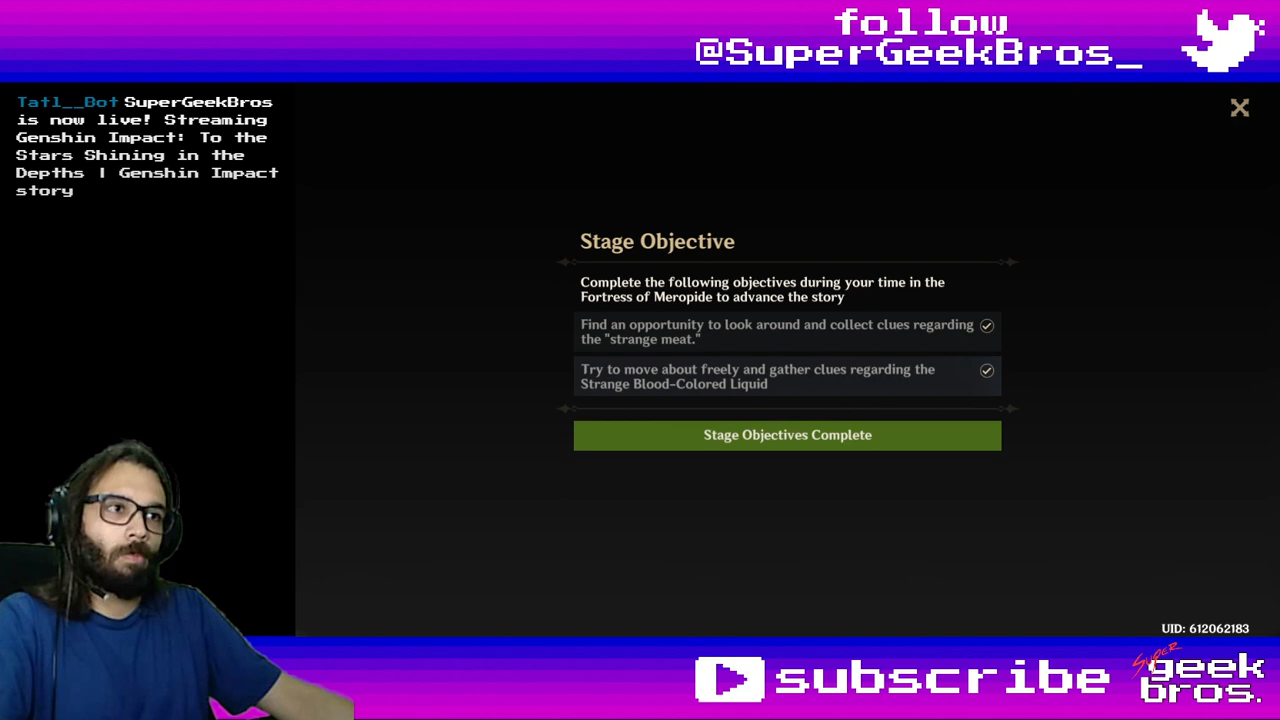 follow
@SuperGeekBros_
Tatl__Bot SuperGeekBros
is now live! Streaming
Genshin Impact: To the
Stars Shining in the
Depths | Genshin Impact
story
Stage Objective
Complete the following objectives during your time in the
Fortress of Meropide to advance the story
Find an opportunity to look around and collect clues regarding
the "strange meat."
Try to move about freely and gather clues regarding the
Strange Blood-Colored Liquid
Stage Objectives Complete
UID: 612062183
subscribe
SUPER
geek
bros.